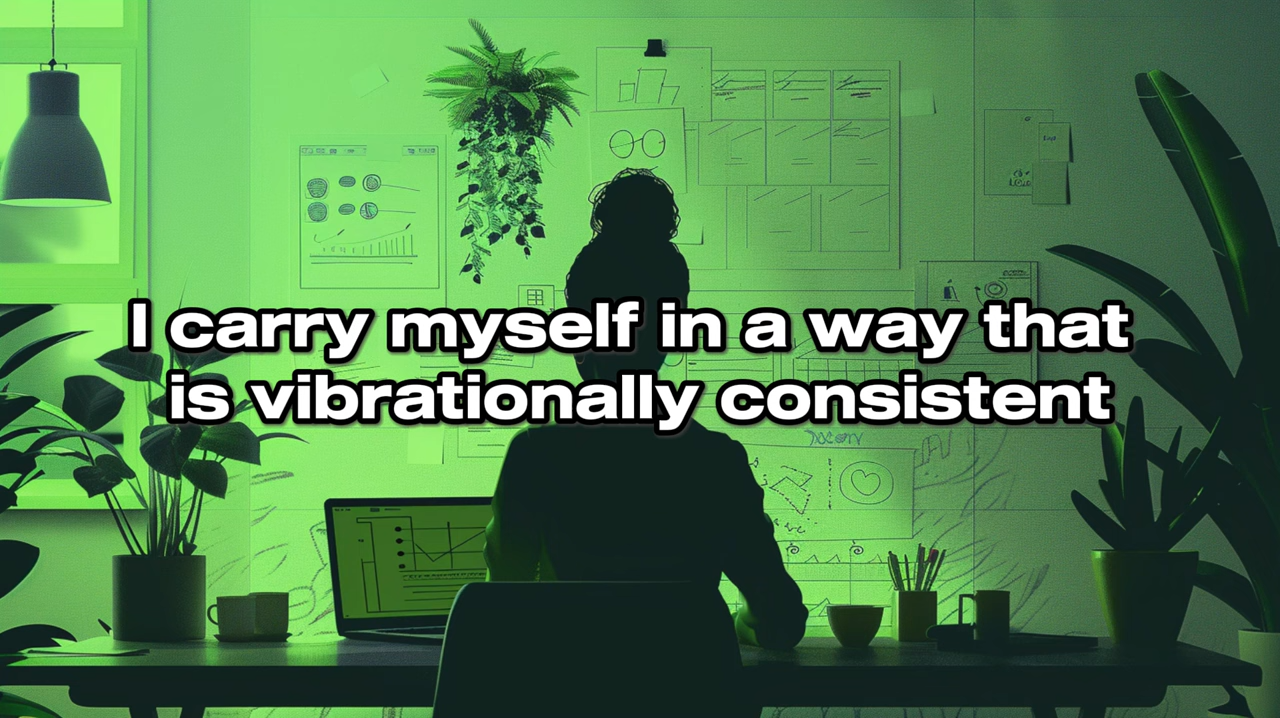 I carry myself in a way that
is vibrationally consistent